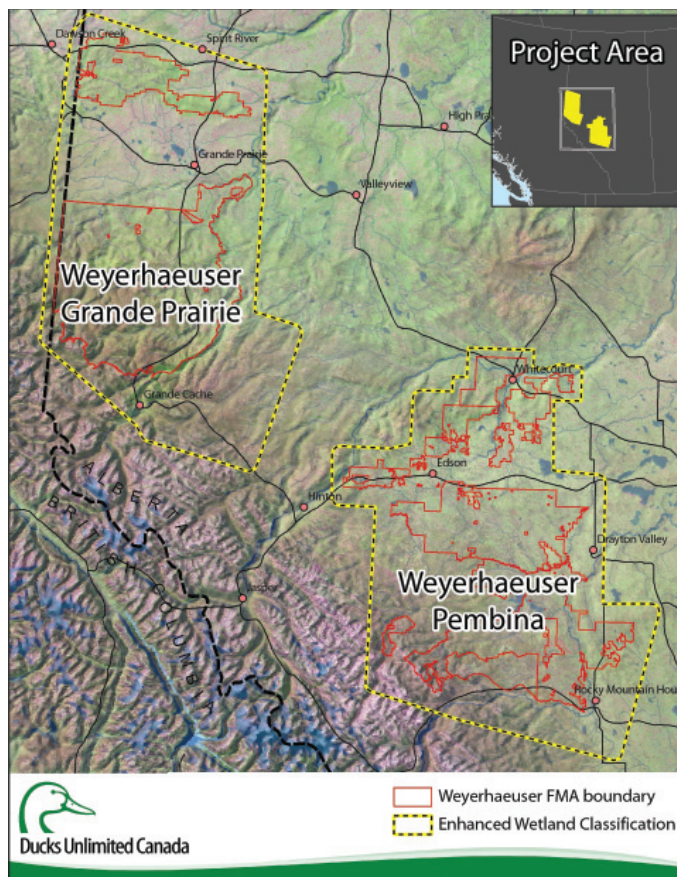 Dawson Creek
Spirit River
Project Area
High Pra
Grande Prairie
Valleyview
Weyerhaeuser
Grande Prairie
Whitecourt
Grande Cache
Edson
Hinton
ALBERTA
BRITISH COLUMBIA
Drayton Valley
Weyerhaeuser
Pembina
Jasper
Rocky Mountain Hou
Weyerhaeuser FMA boundary
Enhanced Wetland Classification
Ducks Unlimited Canada